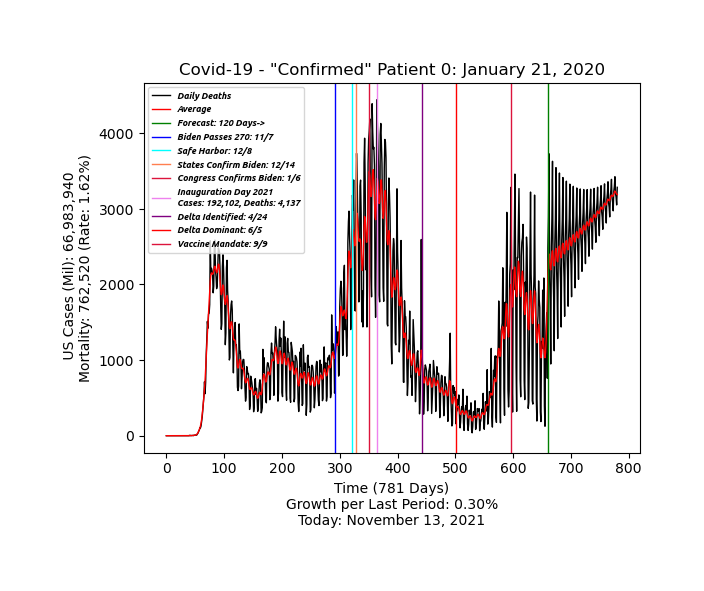 Covid-19 - "Confirmed" Patient 0: January 21, 2020
Daily Deaths
Average
Forecast: 120 Days->
Biden Passes 270: 11/7
Safe Harbor: 12/8
States Confirm Biden: 12/14
Congress Confirms Biden: 1/6
Inauguration Day 2021
Cases: 192,102, Deaths: 4,137
Delta Identified: 4/24
Delta Dominant: 6/5
Vaccine Mandate: 9/9
US Cases (Mil): 66,983,940
Mortality: 762,520 (Rate: 1.62%)
4000
3000
2000
1000
0
0 100 200 300 400 500 600 700 800
Time (781 Days)
Growth per Last Period: 0.30%
Today: November 13, 2021